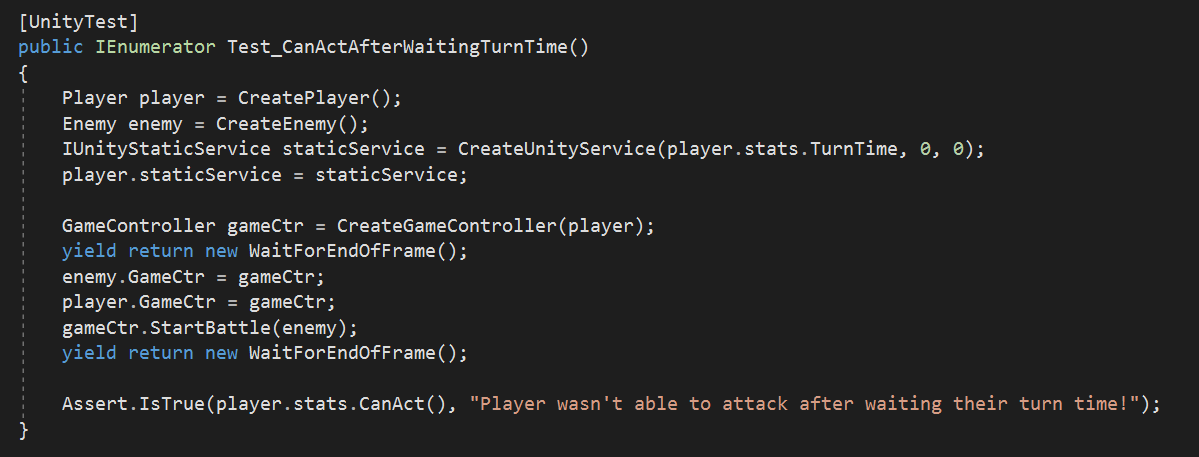 [UnityTest]
public IEnumerator Test_CanActAfterWaitingTurnTime()
{
Player player = CreatePlayer();
Enemy enemy = CreateEnemy();
IUnityStaticService staticService = CreateUnityService(player.stats.TurnTime, 0, 0);
player.staticService = staticService;
GameController gameCtr = CreateGameController(player);
yield return new WaitForEndOfFrame();
enemy.GameCtr = gameCtr;
player.GameCtr = gameCtr;
gameCtr.StartBattle(enemy);
yield return new WaitForEndOfFrame();
Assert.IsTrue(player.stats.CanAct(), "Player wasn't able to attack after waiting their turn time!");
}